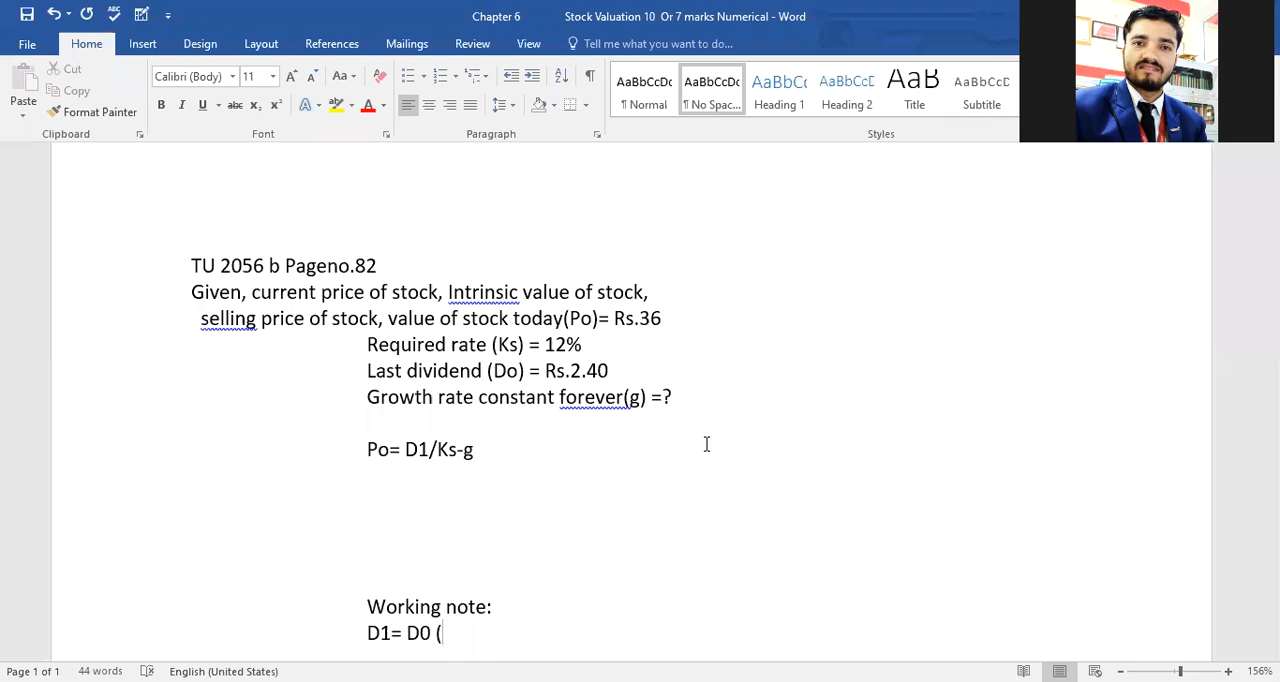 Chapter 6 Stock Valuation 10 Or 7 marks Numerical - Word
File Home Insert Design Layout References Mailings Review View Tell me what you want to do...
Paste
Cut
Copy
Format Painter
Clipboard
Calibri (Body) 11
Font
Paragraph
AaBbCcDc AaBbCcDc AaBbCc AaBbCcD AaB AaBbCcD
¶ Normal ¶ No Spac... Heading 1 Heading 2 Title Subtitle
Styles
TU 2056 b Pageno.82
Given, current price of stock, Intrinsic value of stock,
selling price of stock, value of stock today(Po)= Rs.36
Required rate (Ks) = 12%
Last dividend (Do) = Rs.2.40
Growth rate constant forever(g) =?
Po= D1/Ks-g
Working note:
D1= D0 (
Page 1 of 1 44 words English (United States) 156%